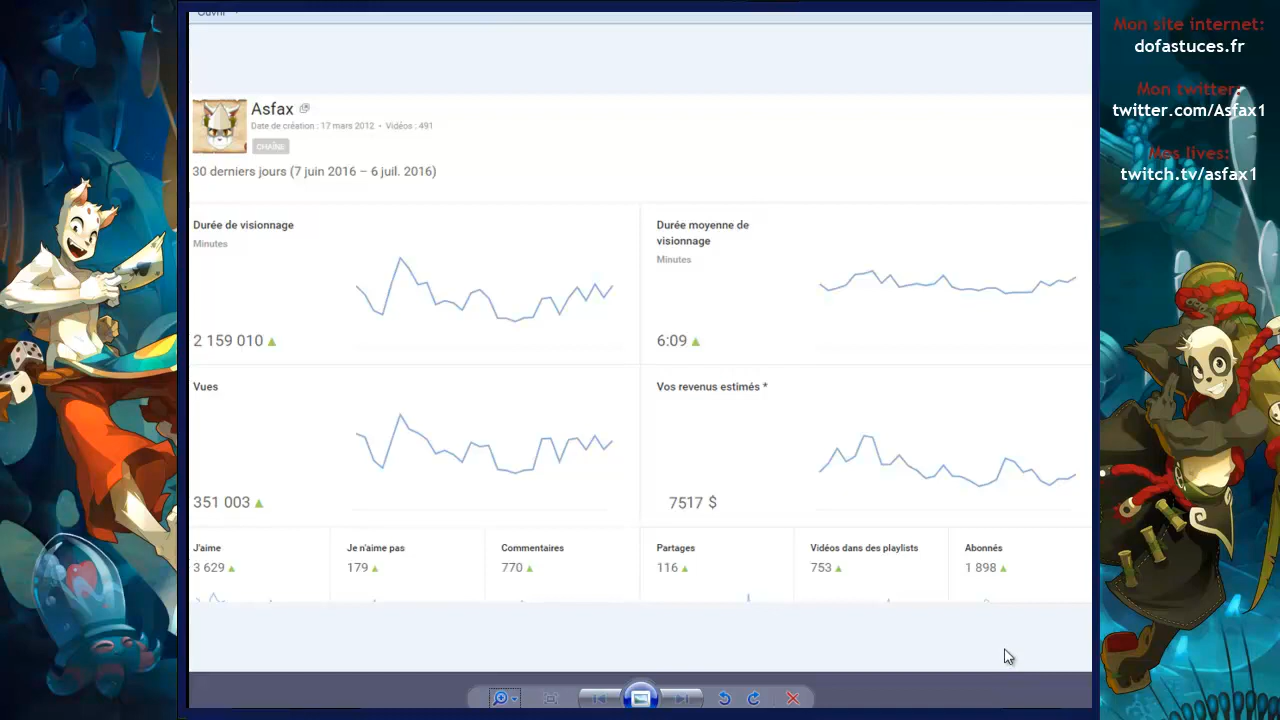 Ouvrir
Asfax
Date de création : 17 mars 2012 • Vidéos : 491
CHAÎNE
30 derniers jours (7 juin 2016 – 6 juil. 2016)
Durée de visionnage
Minutes
2 159 010
Durée moyenne de
visionnage
Minutes
6:09
Vues
351 003
Vos revenus estimés *
7517 $
J'aime
3 629
Je n'aime pas
179
Commentaires
770
Partages
116
Vidéos dans des playlists
753
Abonnés
1 898
Mon site internet:
dofastuces.fr
Mon twitter:
twitter.com/Asfax1
Mes lives:
twitch.tv/asfax1